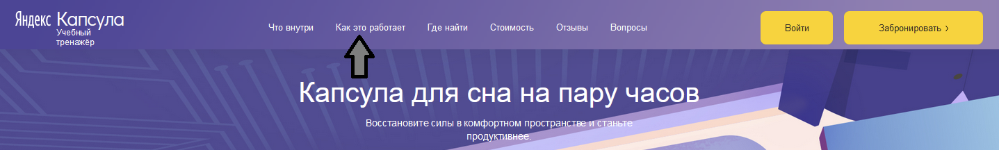 Яндекс Капсула
Учебный
тренажёр
Что внутри Как это работает Где найти Стоимость Отзывы Вопросы
Войти Забронировать
Капсула для сна на пару часов
Восстановите силы в комфортном пространстве и станьте
продуктивнее.